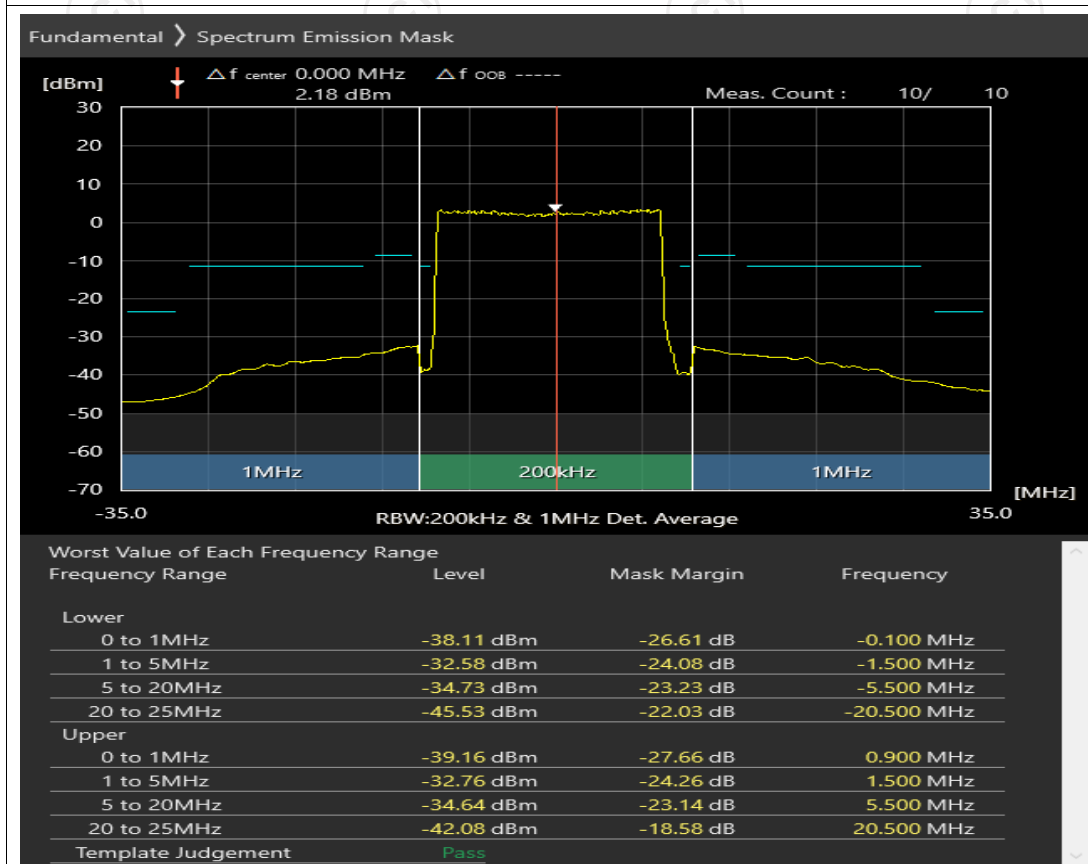 Fundamental ❯ Spectrum Emission Mask
[dBm]
△f center 0.000 MHz △f OOB -----
2.18 dBm
Meas. Count : 10/ 10
30
20
10
0
-10
-20
-30
-40
-50
-60
-70
1MHz 200kHz 1MHz
[MHz]
-35.0 RBW:200kHz & 1MHz Det. Average 35.0
Worst Value of Each Frequency Range
Frequency Range Level Mask Margin Frequency
Lower
0 to 1MHz -38.11 dBm -26.61 dB -0.100 MHz
1 to 5MHz -32.58 dBm -24.08 dB -1.500 MHz
5 to 20MHz -34.73 dBm -23.23 dB -5.500 MHz
20 to 25MHz -45.53 dBm -22.03 dB -20.500 MHz
Upper
0 to 1MHz -39.16 dBm -27.66 dB 0.900 MHz
1 to 5MHz -32.76 dBm -24.26 dB 1.500 MHz
5 to 20MHz -34.64 dBm -23.14 dB 5.500 MHz
20 to 25MHz -42.08 dBm -18.58 dB 20.500 MHz
Template Judgement Pass